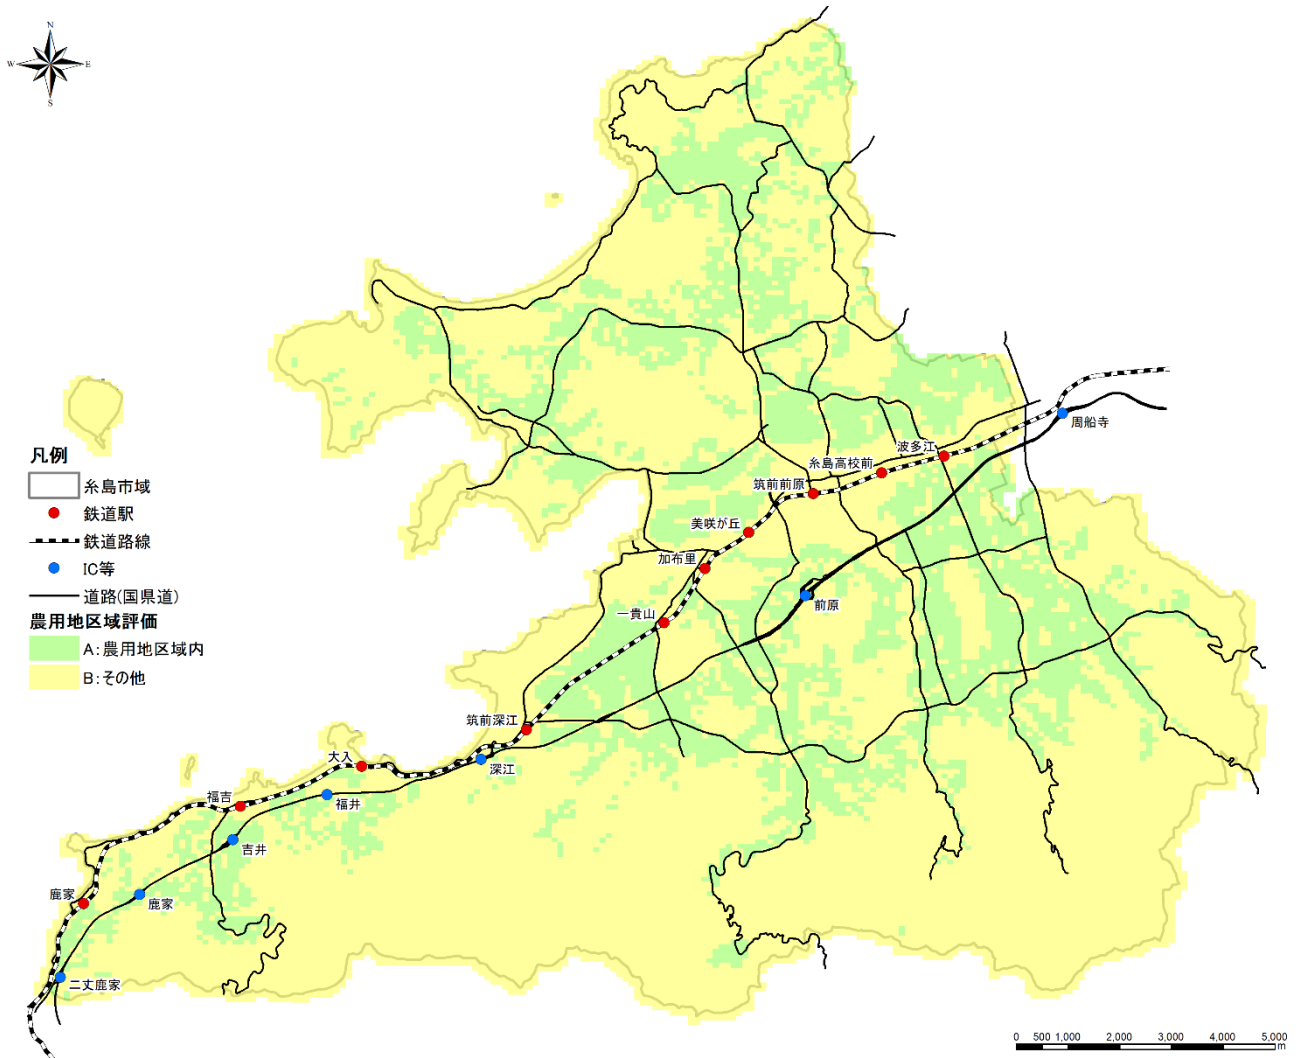 N
W
E
S
周船寺
波多江
糸島高校前
筑前前原
美咲が丘
加布里
前原
一貴山
筑前深江
深江
大入
福井
福吉
吉井
鹿家
鹿家
二丈鹿家
凡例
糸島市域
鉄道駅
鉄道路線
IC等
道路(国県道)
農用地区域評価
A:農用地区域内
B:その他
0 500 1,000 2,000 3,000 4,000 5,000
m